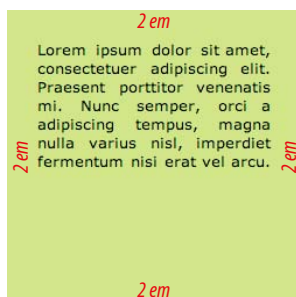 2 em
Lorem ipsum dolor sit amet,
consectetuer adipiscing elit.
Praesent porttitor venenatis
mi. Nunc semper, orci a
adipiscing tempus, magna
nulla varius nisl, imperdiet
fermentum nisi erat vel arcu.
2 em
2 em
2 em